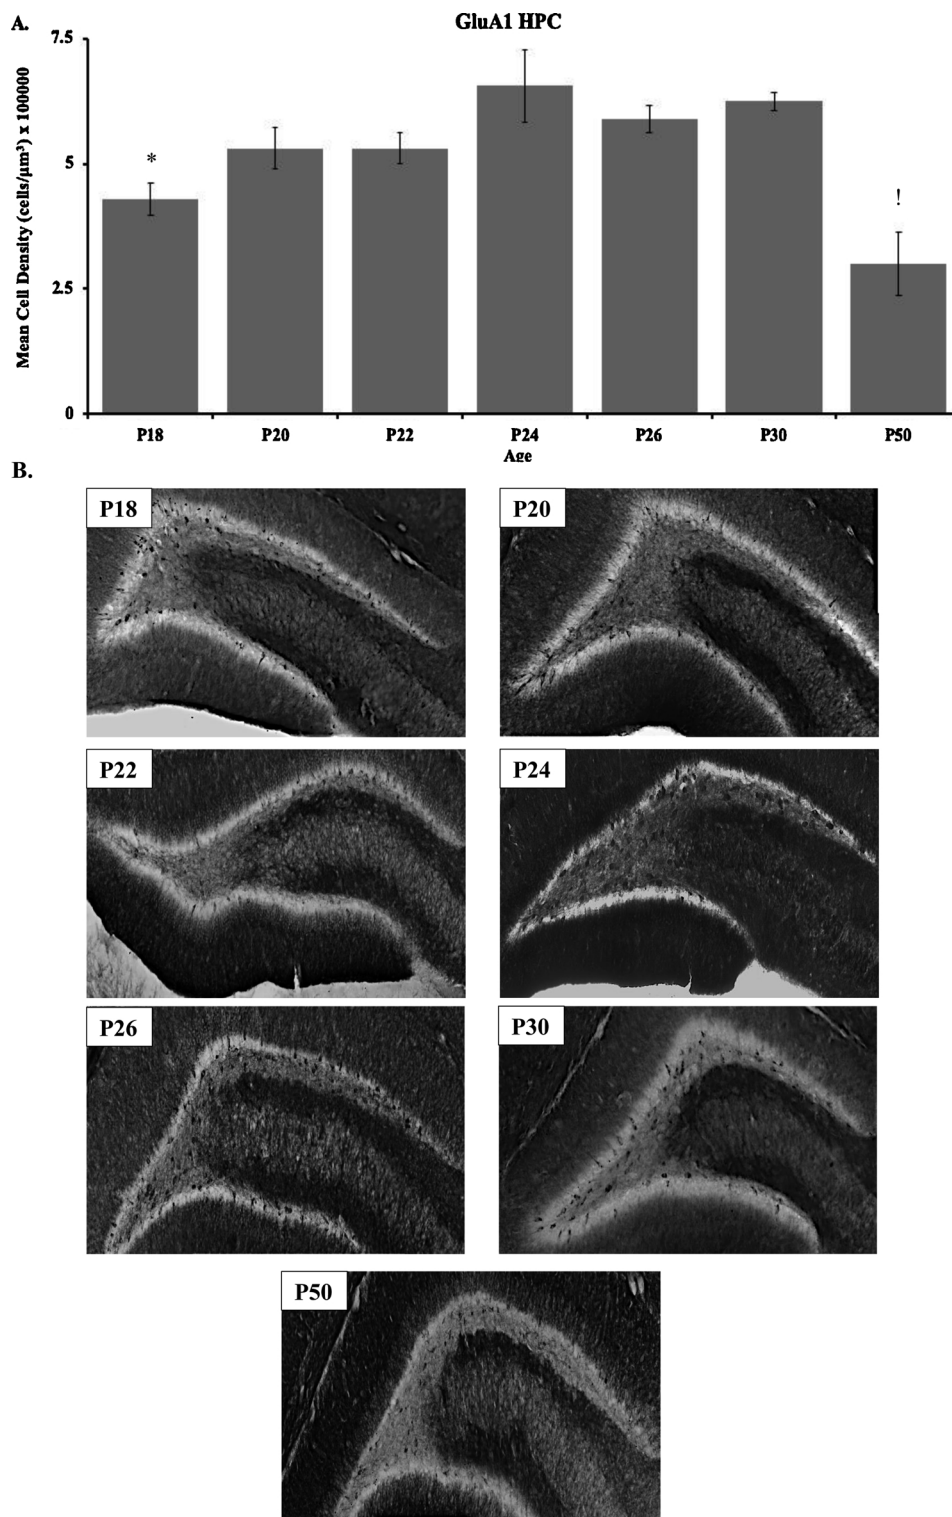 A.
GluA1 HPC
Mean Cell Density (cells/µm³) x 100000
7.5
5
2.5
0
*
!
P18
P20
P22
P24
P26
P30
P50
Age
B.
P18
P20
P22
P24
P26
P30
P50